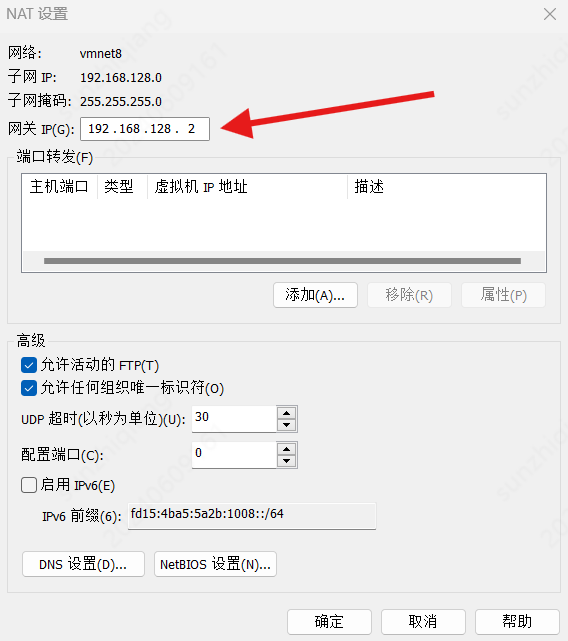 NAT 设置
网络: vmnet8
子网 IP: 192.168.128.0
子网掩码: 255.255.255.0
网关 IP(G): 192 . 168 . 128 . 2
端口转发(F)
主机端口 类型 虚拟机 IP 地址 描述
添加(A)... 移除(R) 属性(P)
高级
允许活动的 FTP(T)
允许任何组织唯一标识符(O)
UDP 超时(以秒为单位)(U): 30
配置端口(C): 0
启用 IPv6(E)
IPv6 前缀(6): fd15:4ba5:5a2b:1008::/64
DNS 设置(D)... NetBIOS 设置(N)...
确定 取消 帮助